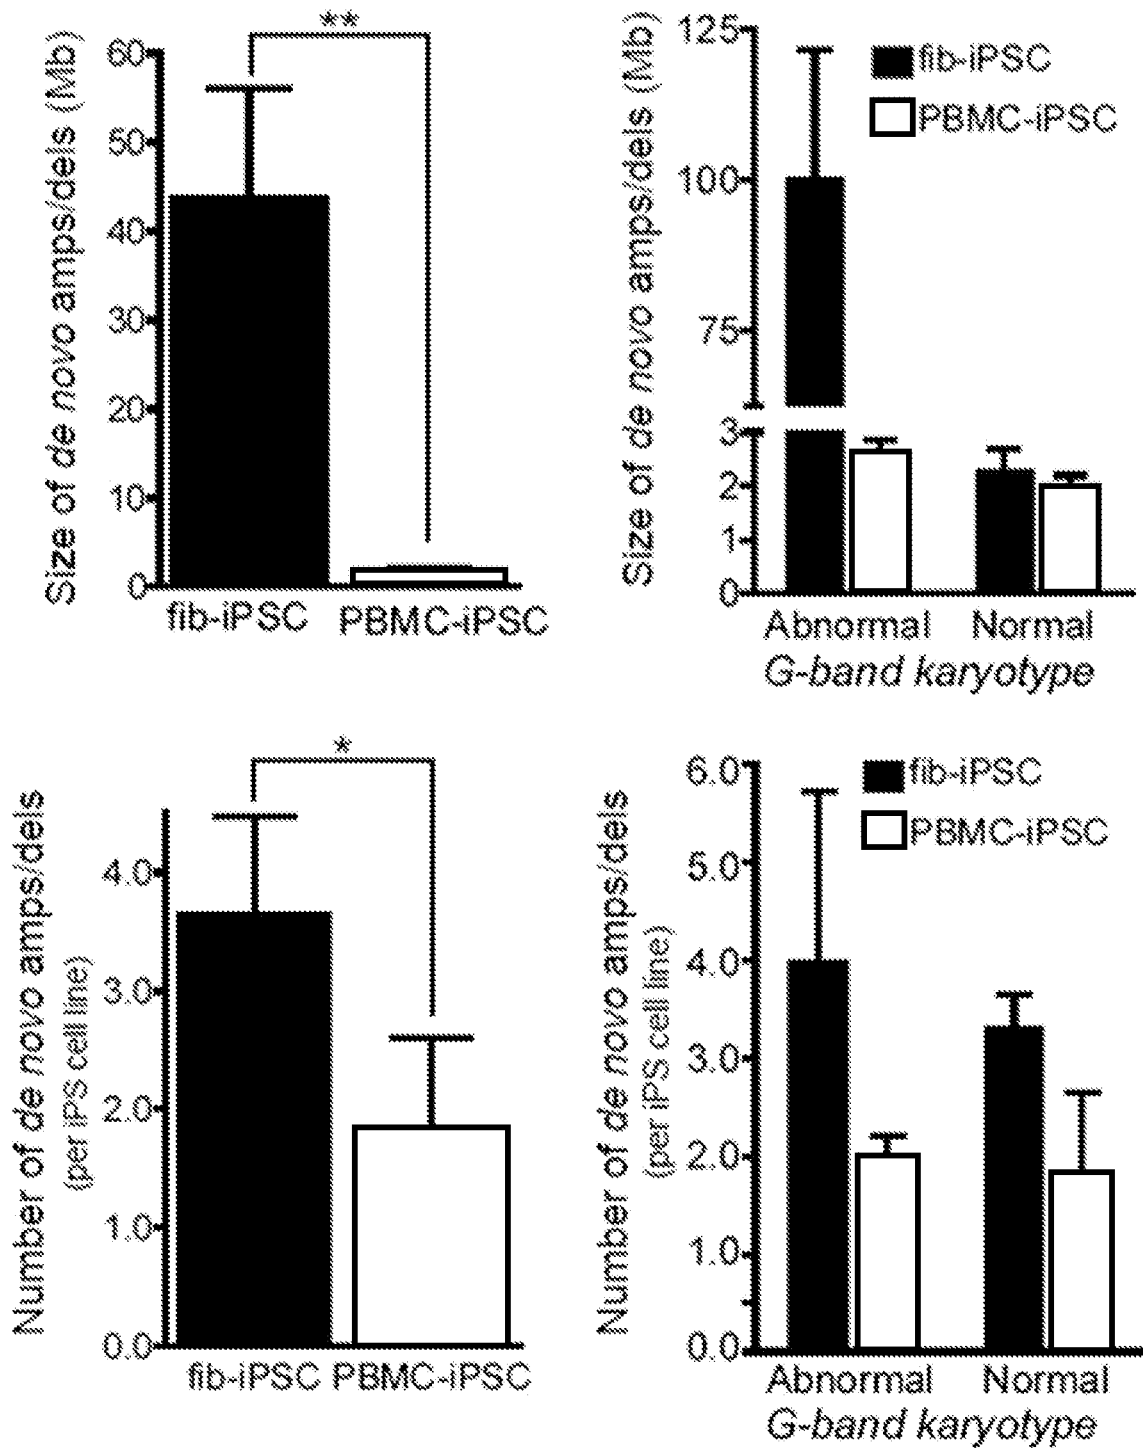 **
Size of de novo amps/dels (Mb)
60
50
40
30
20
10
0
fib-iPSC PBMC-iPSC
Size of de novo amps/dels (Mb)
125
100
75
3
2
1
0
fib-iPSC
PBMC-iPSC
Abnormal Normal
G-band karyotype
*
Number of de novo amps/dels
(per iPS cell line)
4.0
3.0
2.0
1.0
0.0
fib-iPSC PBMC-iPSC
Number of de novo amps/dels
(per iPS cell line)
6.0
5.0
4.0
3.0
2.0
1.0
0.0
fib-iPSC
PBMC-iPSC
Abnormal Normal
G-band karyotype